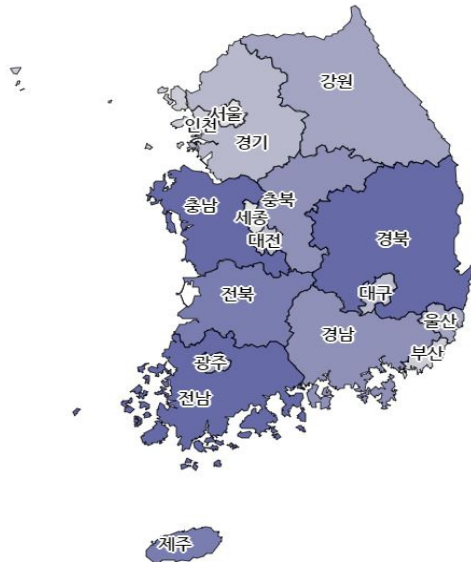 강원
서울
인천
경기
충남
충북
세종
대전
경북
전북
대구
울산
경남
부산
광주
전남
제주